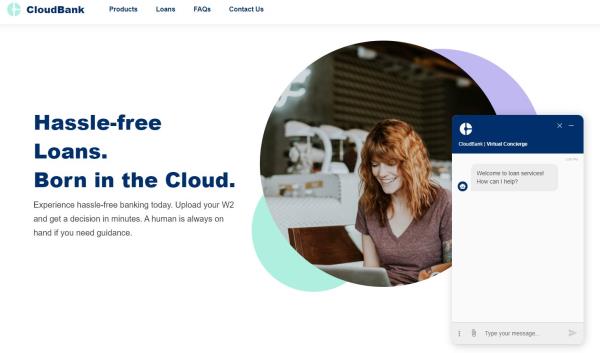 CloudBank
Products
Loans
FAQs
Contact Us
Hassle-free
Loans.
Born in the Cloud.
Experience hassle-free banking today. Upload your W2
and get a decision in minutes. A human is always on
hand if you need guidance.
CloudBank | Virtual Concierge
Welcome to loan services!
How can I help?
Type your message...